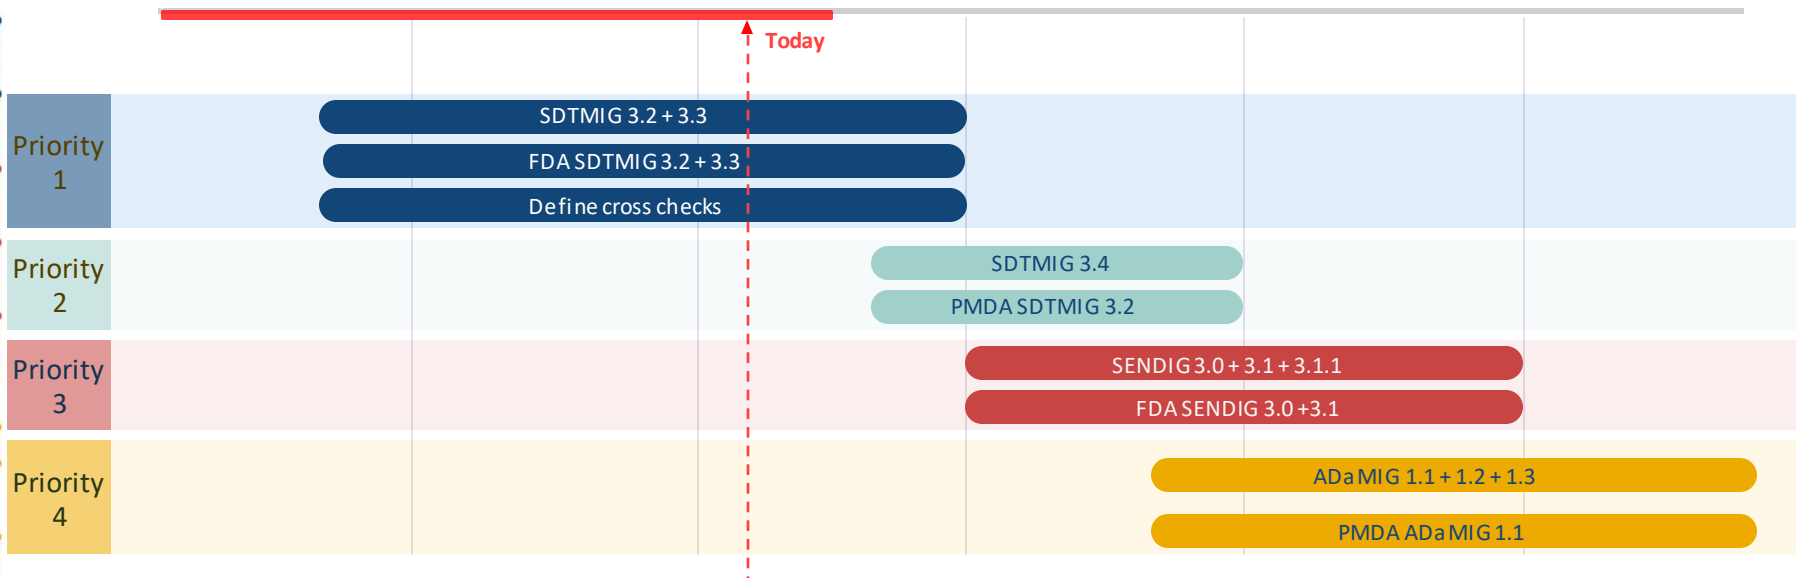 Today
Priority
1
SDTMIG 3.2 + 3.3
FDA SDTMIG 3.2 + 3.3
Define cross checks
Priority
2
SDTMIG 3.4
PMDA SDTMIG 3.2
Priority
3
SENDIG 3.0 + 3.1 + 3.1.1
FDA SENDIG 3.0 +3.1
Priority
4
ADaMIG 1.1 + 1.2 + 1.3
PMDA ADaMIG 1.1